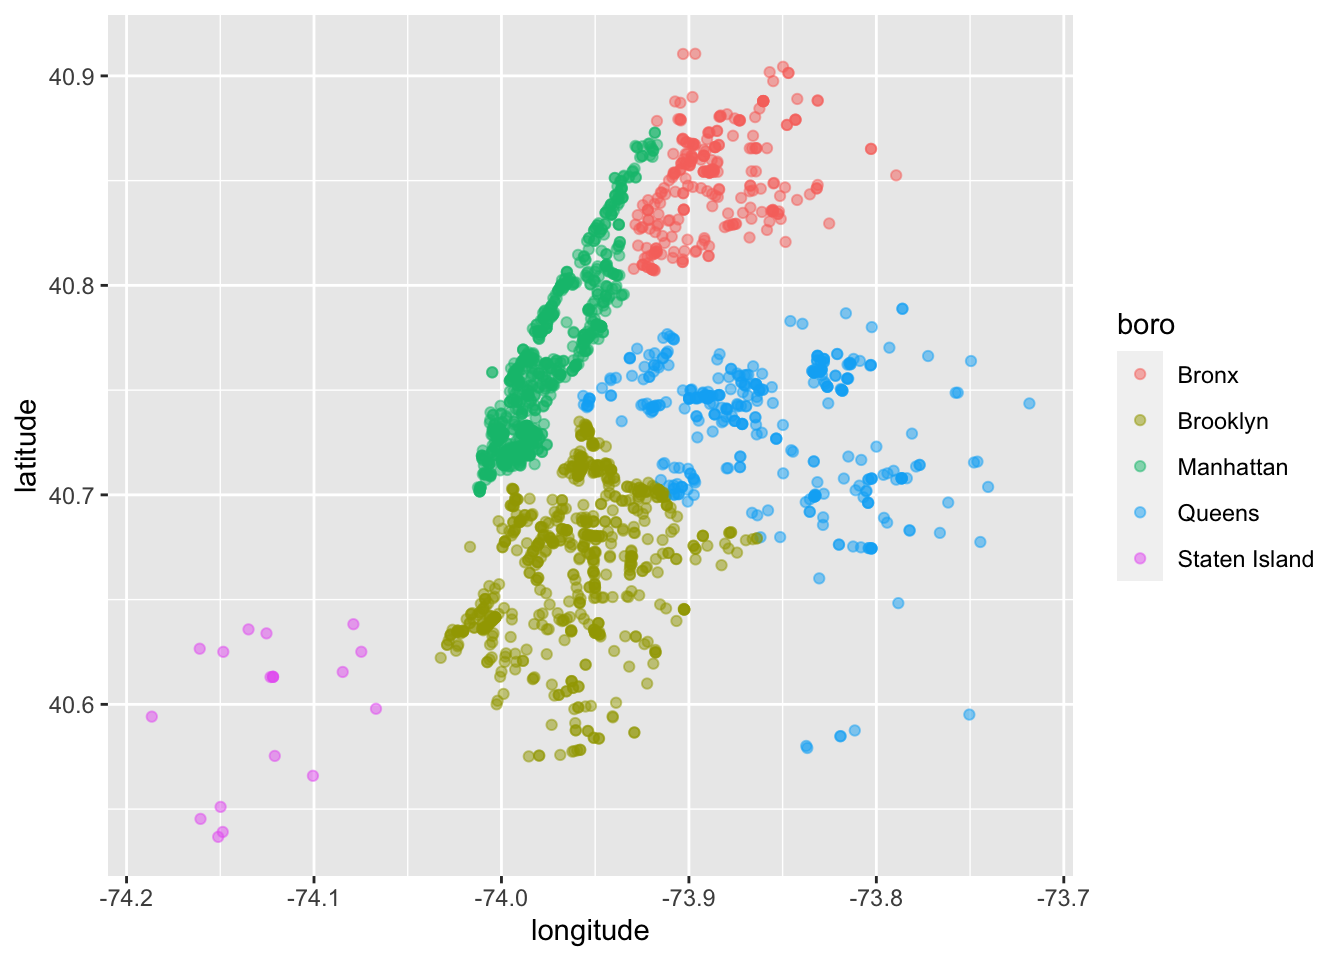 40.9
40.8
40.7
40.6
latitude
-74.2
-74.1
-74.0
-73.9
-73.8
-73.7
longitude
boro
Bronx
Brooklyn
Manhattan
Queens
Staten Island